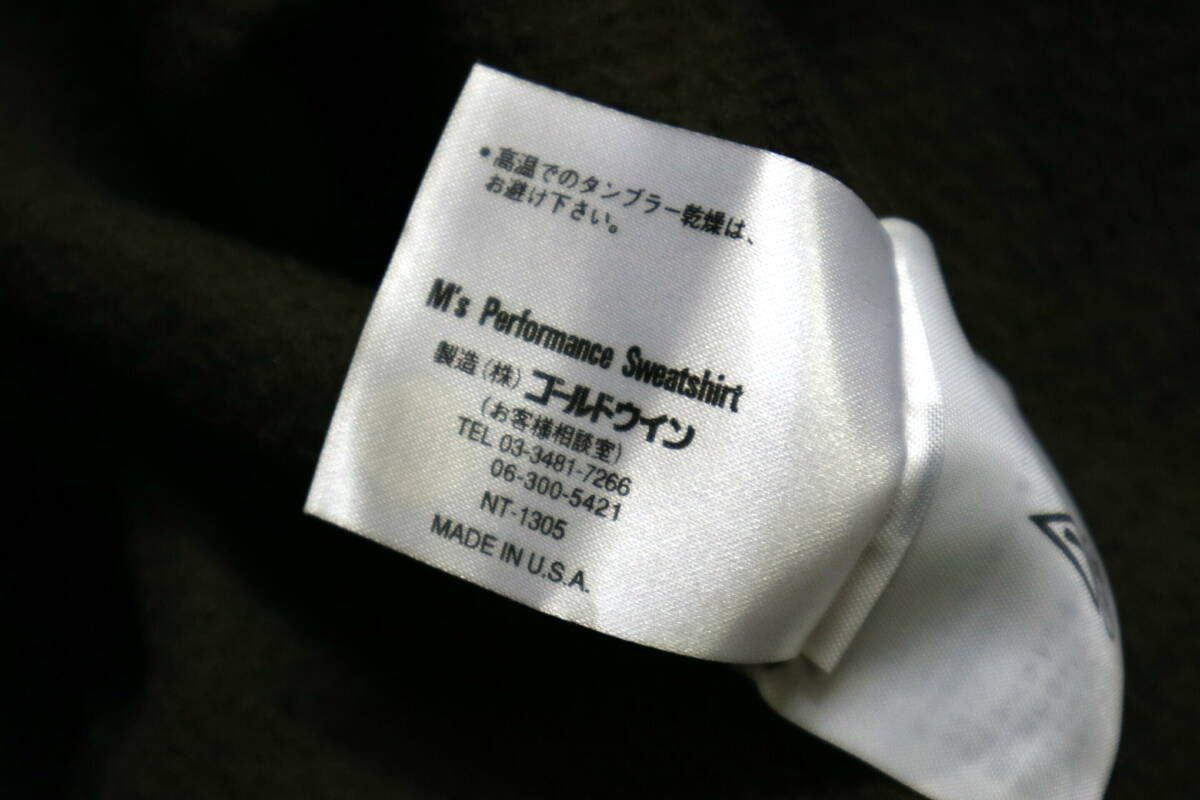 •高温でのタンブラー乾燥は、
お避け下さい。
M's Performance Sweatshirt
製造(株)ゴールドウイン
(お客様相談室)
TEL 03-3481-7266
06-300-5421
NT-1305
MADE IN U.S.A.